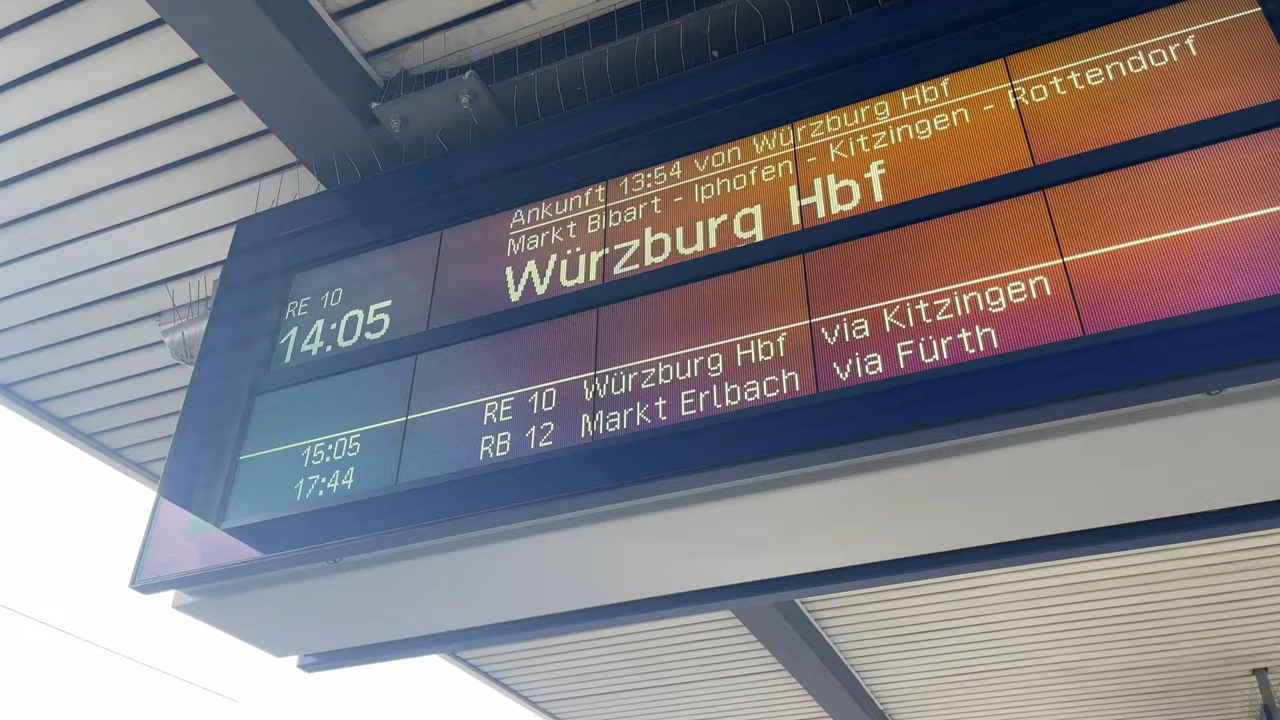 Ankunft 13:54 von Würzburg Hbf
RE 10 Markt Bibart - Iphofen - Kitzingen - Rottendorf
14:05 Würzburg Hbf
15:05 RE 10 Würzburg Hbf via Kitzingen
17:44 RB 12 Markt Erlbach via Fürth